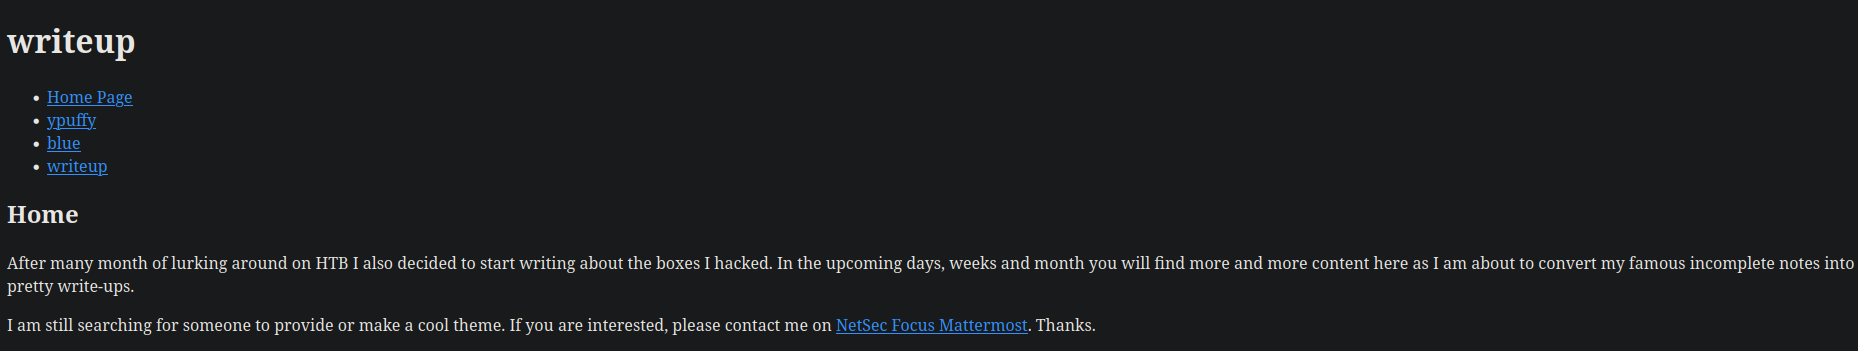 writeup
Home Page
ypuffy
blue
writeup
Home
After many month of lurking around on HTB I also decided to start writing about the boxes I hacked. In the upcoming days, weeks and month you will find more and more content here as I am about to convert my famous incomplete notes into
pretty write-ups.
I am still searching for someone to provide or make a cool theme. If you are interested, please contact me on NetSec Focus Mattermost. Thanks.